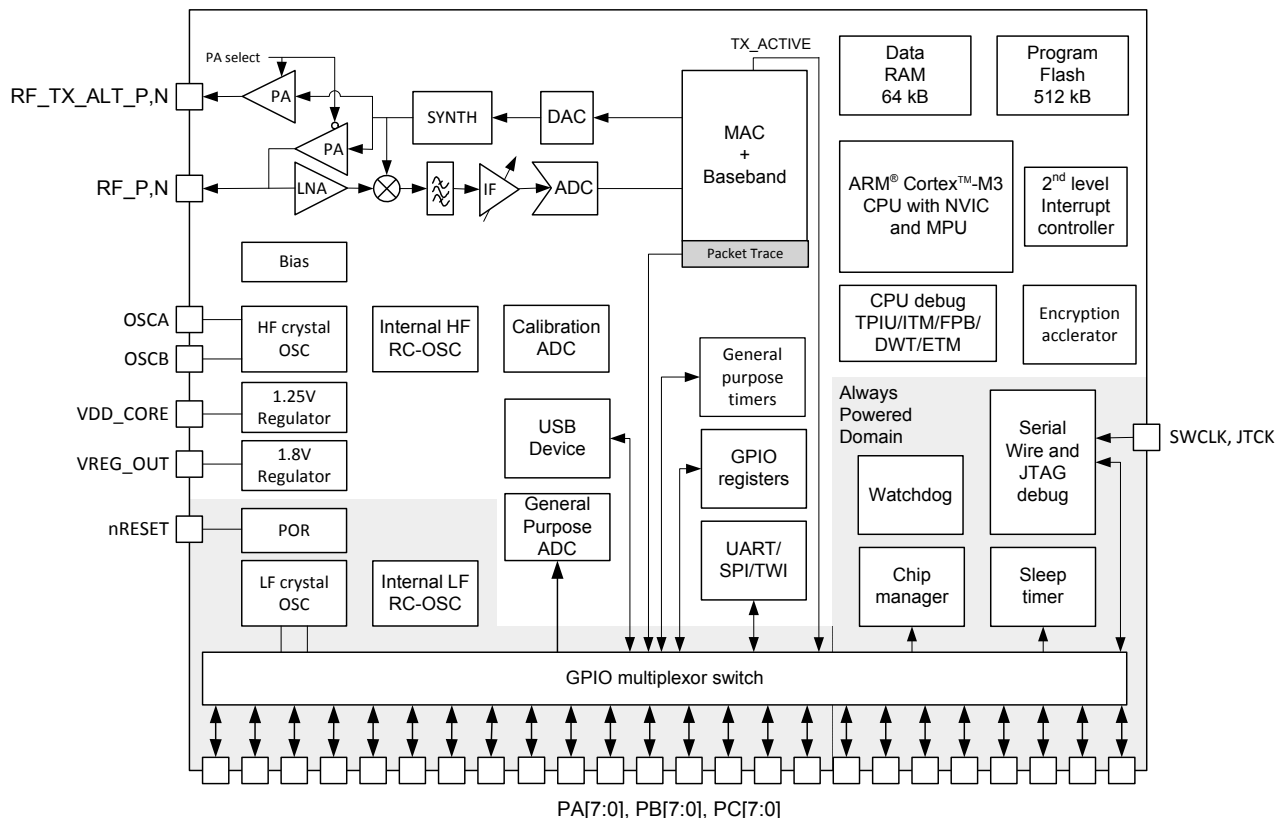 PA select
TX_ACTIVE
RF_TX_ALT_P,N
PA
SYNTH
DAC
MAC
+
Baseband
Data
RAM
64 kB
Program
Flash
512 kB
PA
RF_P,N
LNA
IF
ADC
Packet Trace
ARM® Cortex™-M3
CPU with NVIC
and MPU
2nd level
Interrupt
controller
Bias
OSCA
OSCB
HF crystal
OSC
Internal HF
RC-OSC
Calibration
ADC
General
purpose
timers
CPU debug
TPIU/ITM/FPB/
DWT/ETM
Encryption
acclerator
VDD_CORE
1.25V
Regulator
VREG_OUT
1.8V
Regulator
USB
Device
GPIO
registers
Always
Powered
Domain
Watchdog
Serial
Wire and
JTAG
debug
SWCLK, JTCK
nRESET
POR
General
Purpose
ADC
UART/
SPI/TWI
LF crystal
OSC
Internal LF
RC-OSC
Chip
manager
Sleep
timer
GPIO multiplexor switch
PA[7:0], PB[7:0], PC[7:0]